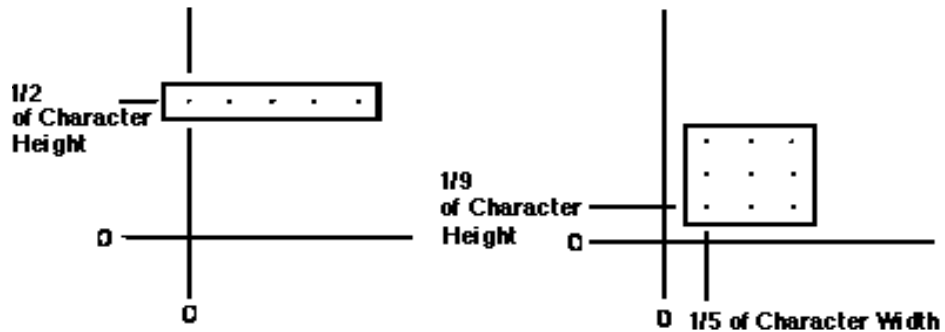 1/2
of Character
Height
0
0
1/9
of Character
Height
0
0
1/5 of Character Width